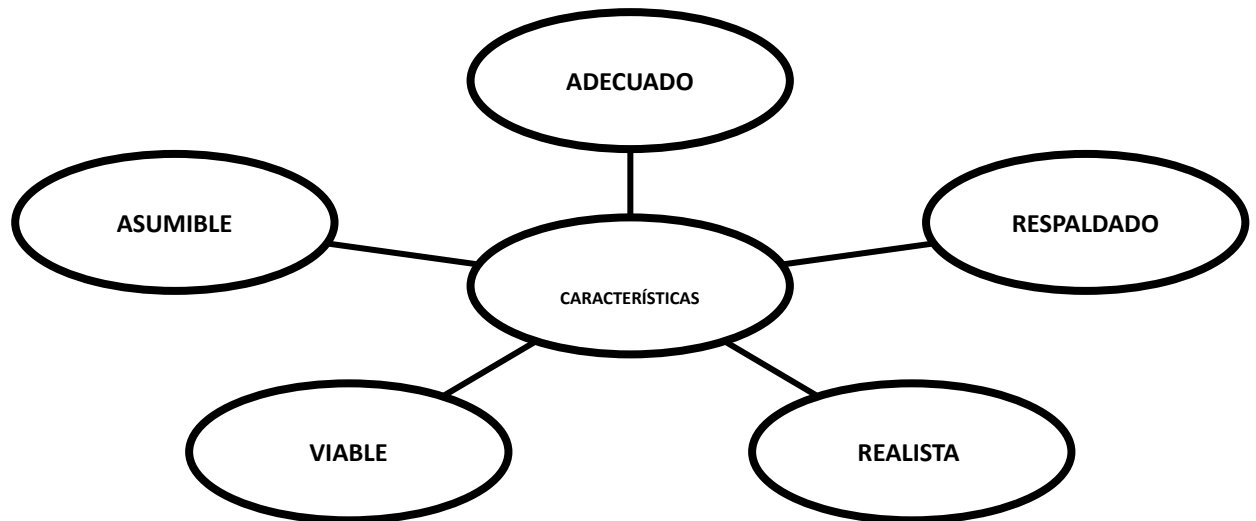 ADECUADO
ASUMIBLE
RESPALDADO
CARACTERÍSTICAS
VIABLE
REALISTA